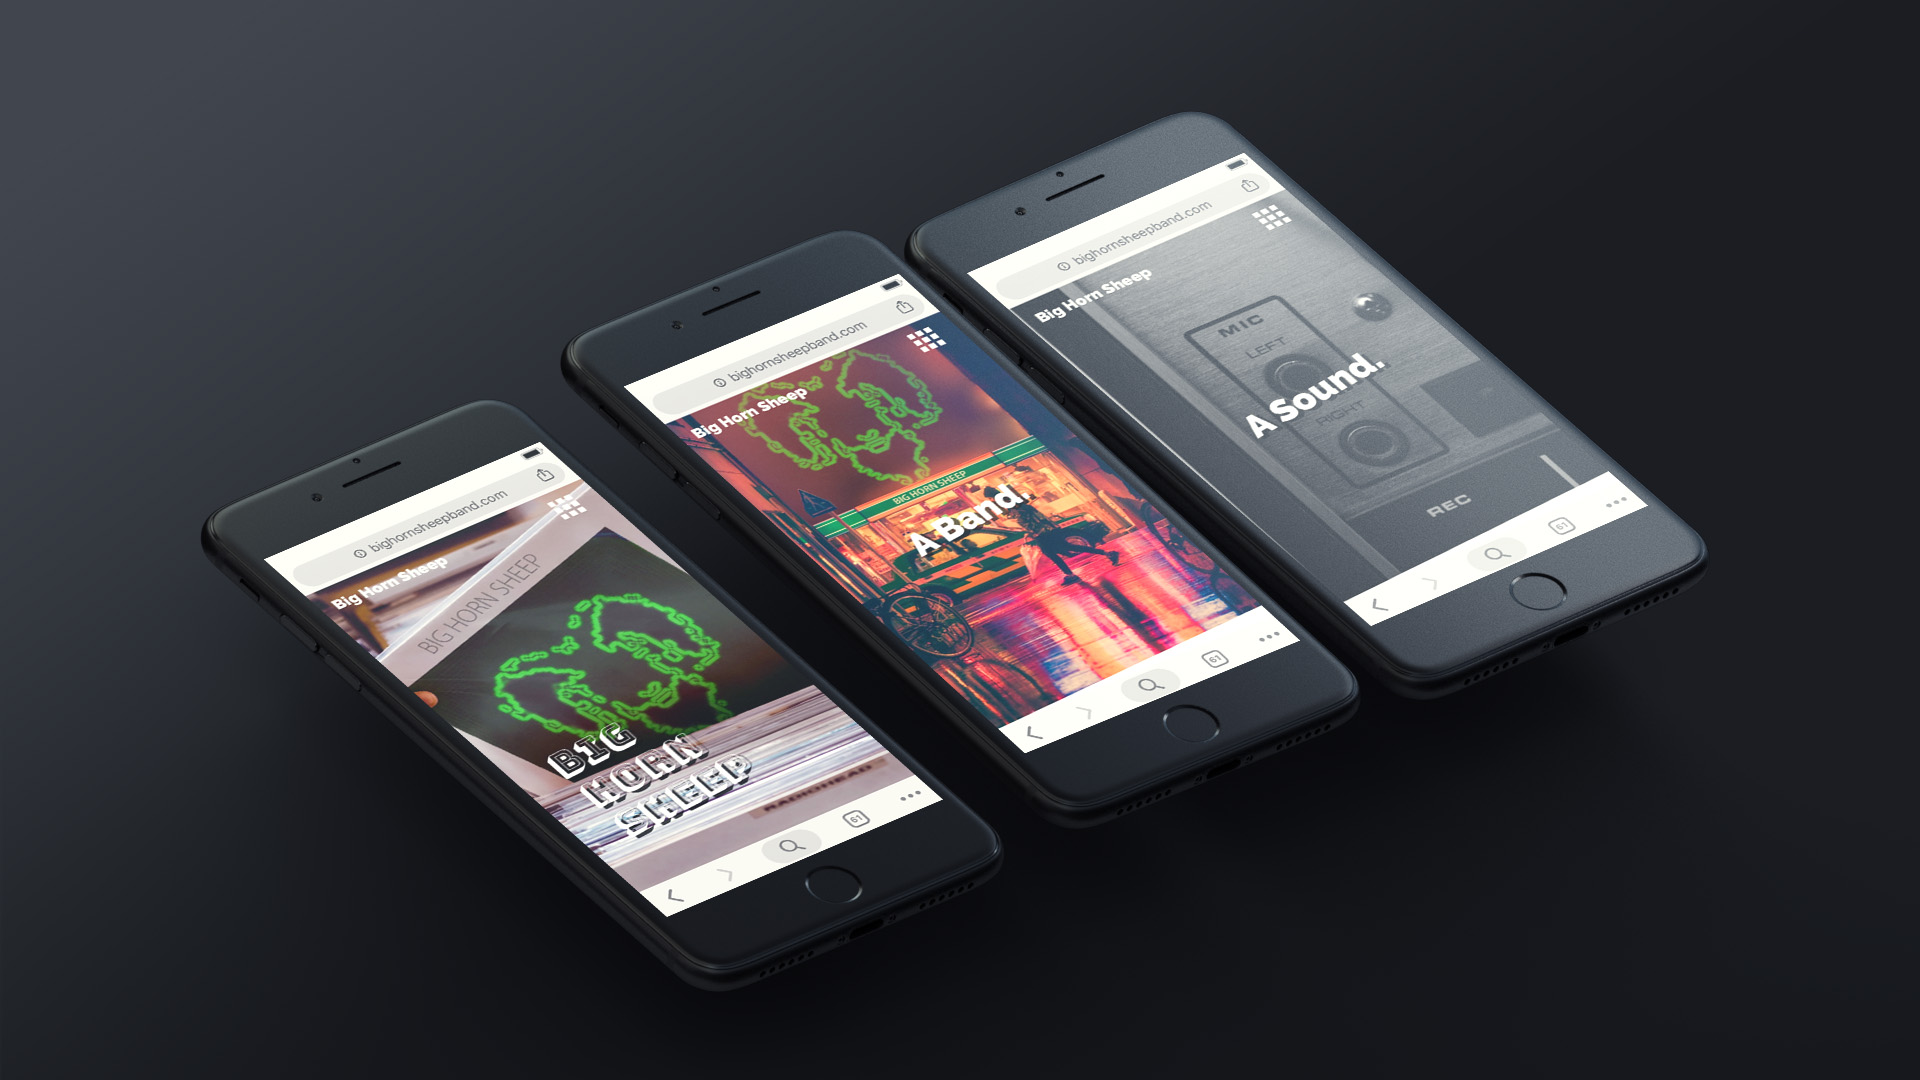 bighornsheepband.com
Big Horn Sheep
BIG HORN SHEEP
BIG
HORN
SHEEP
RADIOHEAD
61
bighornsheepband.com
Big Horn Sheep
BIG HORN SHEEP
A Band.
61
bighornsheepband.com
Big Horn Sheep
MIC
LEFT
A Sound.
RIGHT
REC
61